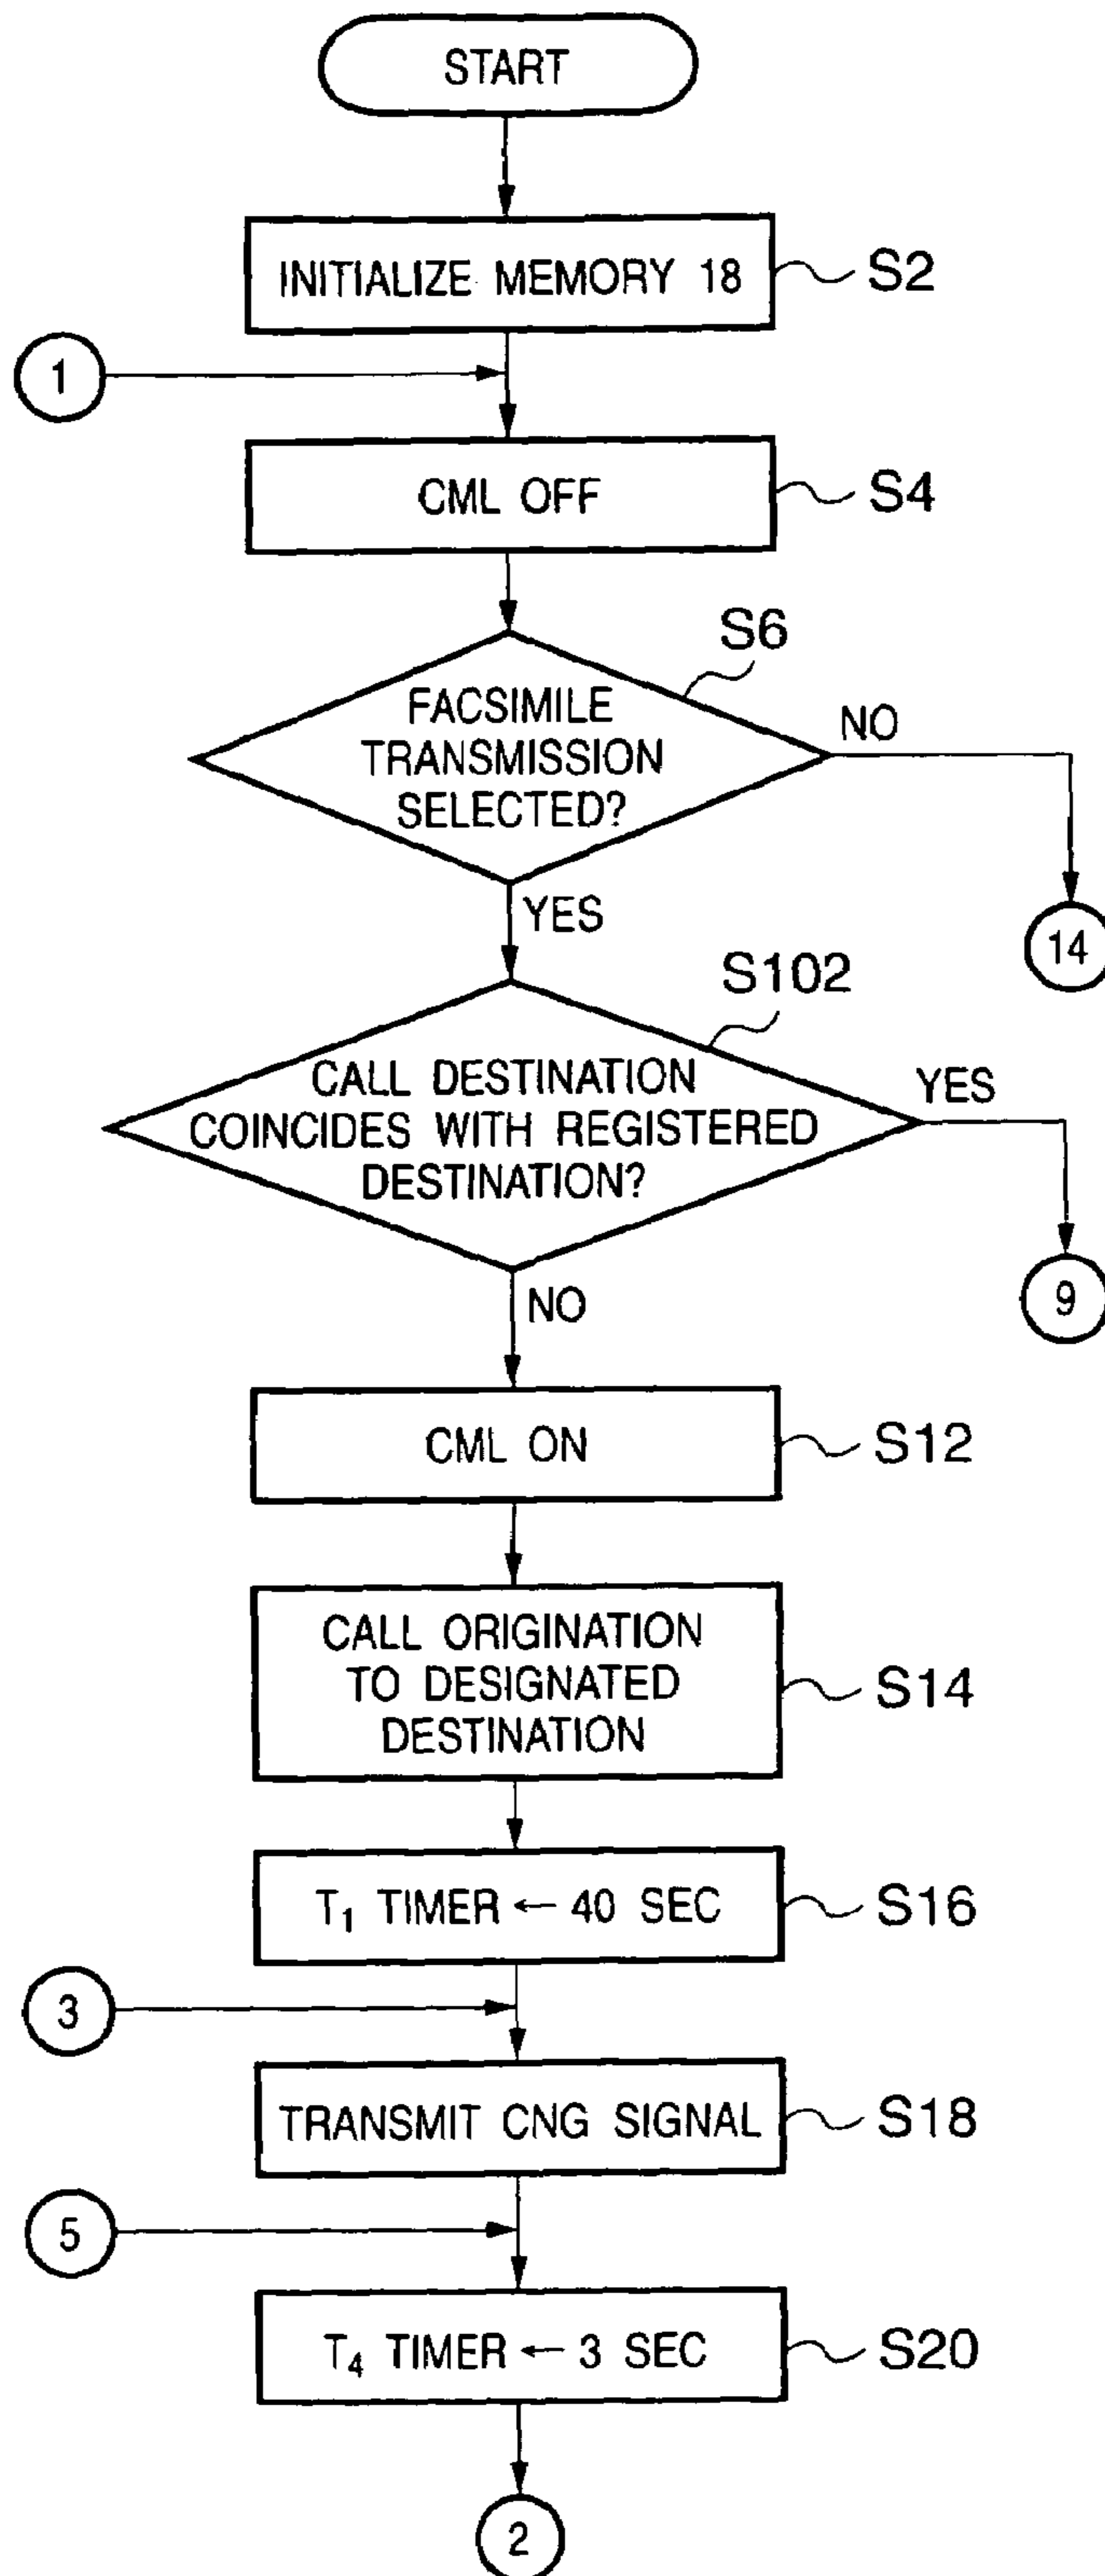 START
INITIALIZE MEMORY 18
S2
1
CML OFF
S4
S6
FACSIMILE
TRANSMISSION
SELECTED?
NO
YES
14
S102
CALL DESTINATION
COINCIDES WITH REGISTERED
DESTINATION?
YES
NO
9
CML ON
S12
CALL ORIGINATION
TO DESIGNATED
DESTINATION
S14
T₁ TIMER ← 40 SEC
S16
3
TRANSMIT CNG SIGNAL
S18
5
T₄ TIMER ← 3 SEC
S20
2